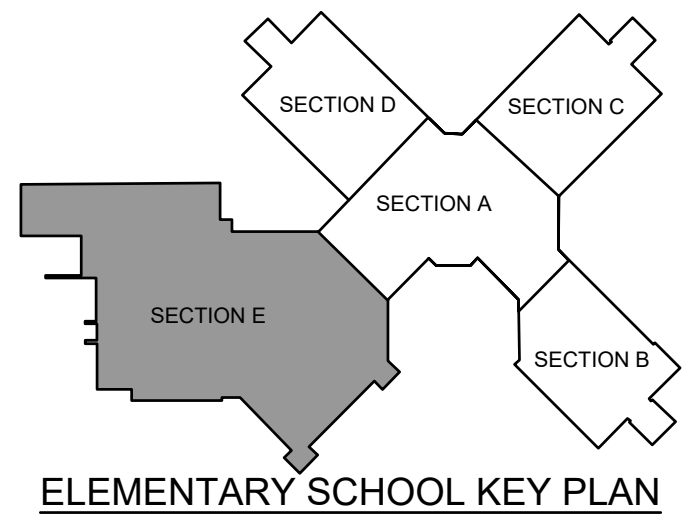 SECTION D
SECTION C
SECTION A
SECTION E
SECTION B
ELEMENTARY SCHOOL KEY PLAN